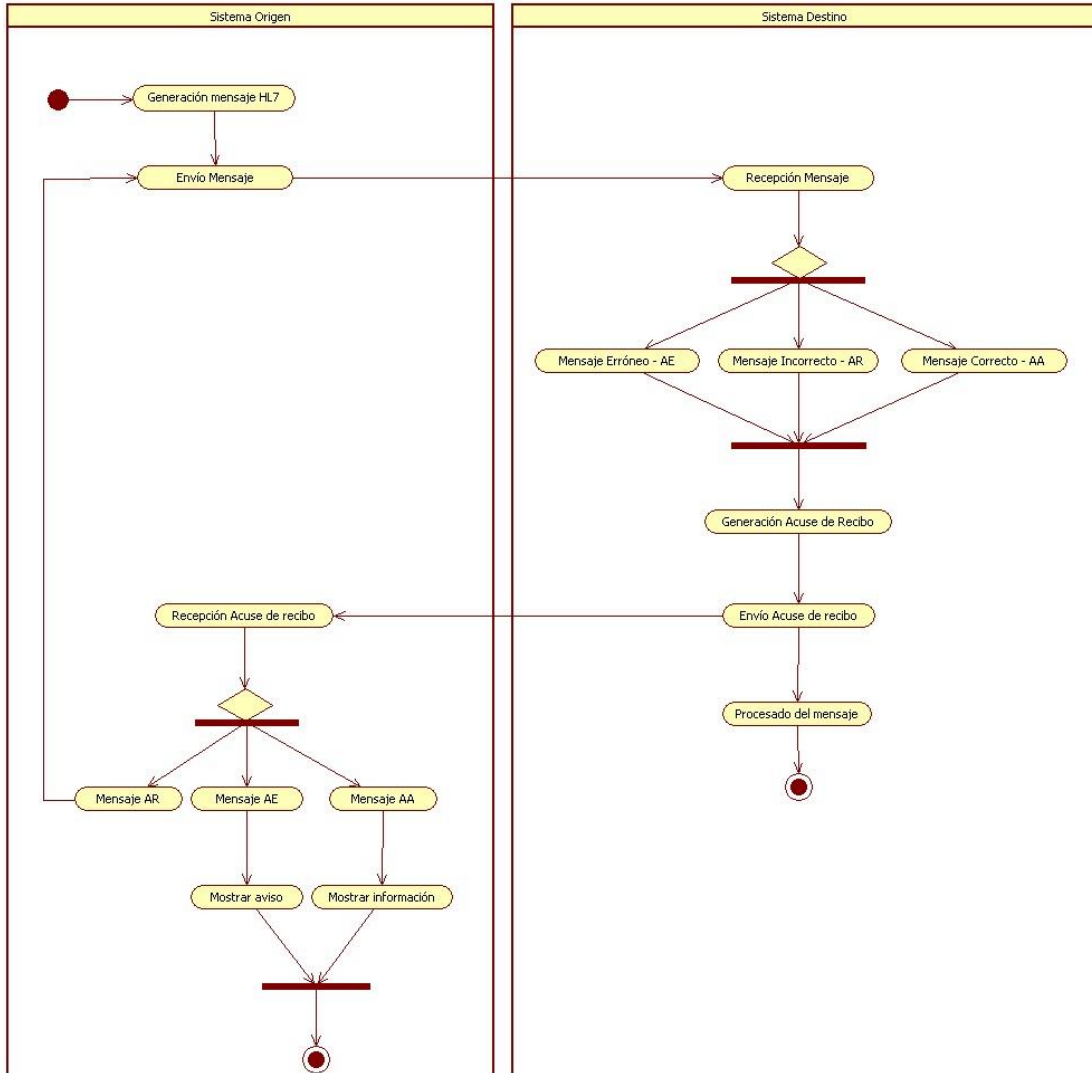 Sistema Origen
Sistema Destino
Generación mensaje HL7
Envío Mensaje
Recepción Mensaje
Mensaje Erróneo - AE
Mensaje Incorrecto - AR
Mensaje Correcto - AA
Generación Acuse de Recibo
Recepción Acuse de recibo
Envío Acuse de recibo
Procesado del mensaje
Mensaje AR
Mensaje AE
Mensaje AA
Mostrar aviso
Mostrar información